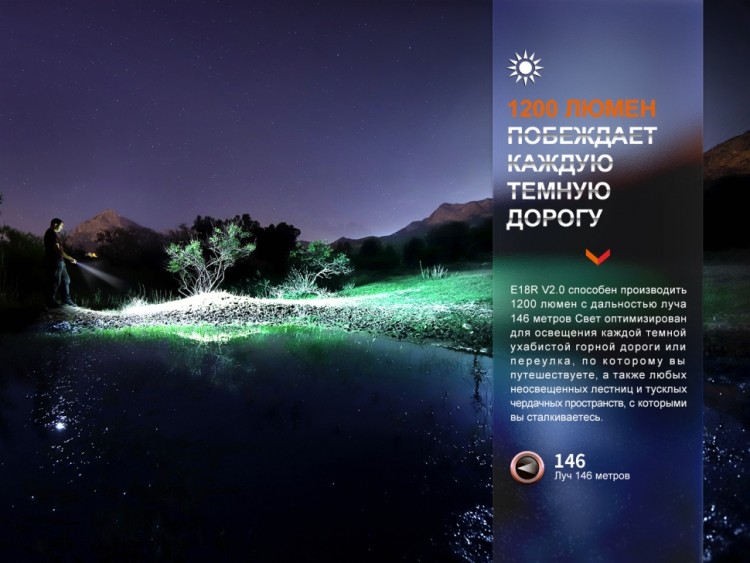 1200 ЛЮМЕН
ПОБЕЖДАЕТ
КАЖДУЮ
ТЕМНУЮ
ДОРОГУ
E18R V2.0 способен производить
1200 люмен с дальностью луча
146 метров Свет оптимизирован
для освещения каждой темной
ухабистой горной дороги или
переулка, по которому вы
путешествуете, а также любых
неосвещенных лестниц и тусклых
чердачных пространств, с которыми
вы сталкиваетесь.
146
Луч 146 метров